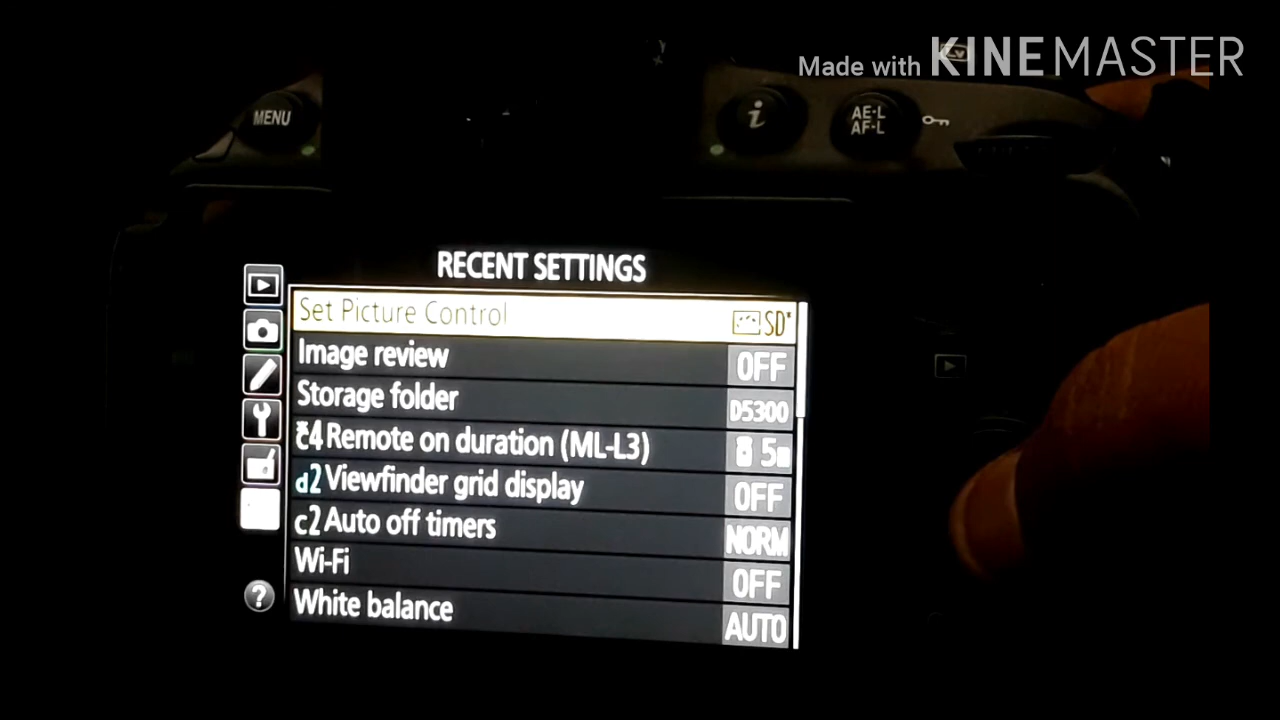 Made with KINEMASTER
MENU
i
AE-L
AF-L
RECENT SETTINGS
Set Picture Control SD*
Image review OFF
Storage folder D5300
c4 Remote on duration (ML-L3) 5m
d2 Viewfinder grid display OFF
c2 Auto off timers NORM
Wi-Fi OFF
White balance AUTO
?